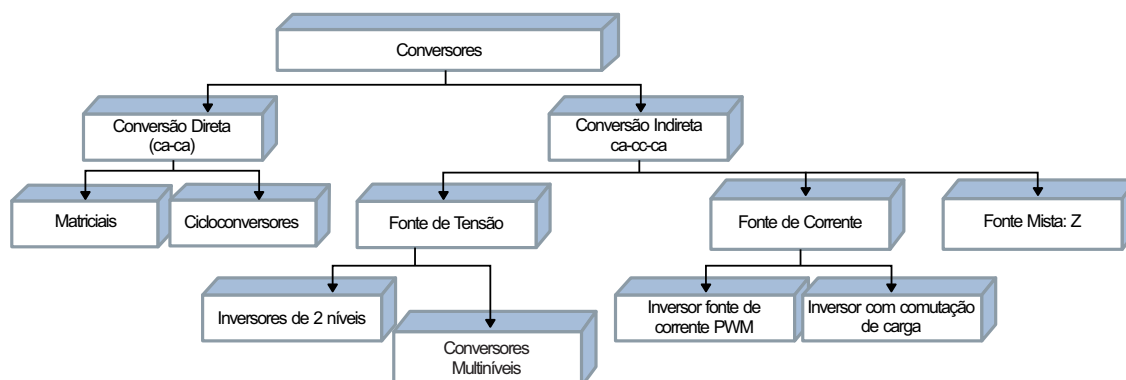 Conversores
Conversão Direta
(ca-ca)
Conversão Indireta
ca-cc-ca
Matriciais
Cicloconversores
Fonte de Tensão
Fonte de Corrente
Fonte Mista: Z
Inversores de 2 níveis
Conversores
Multiníveis
Inversor fonte de
corrente PWM
Inversor com comutação
de carga